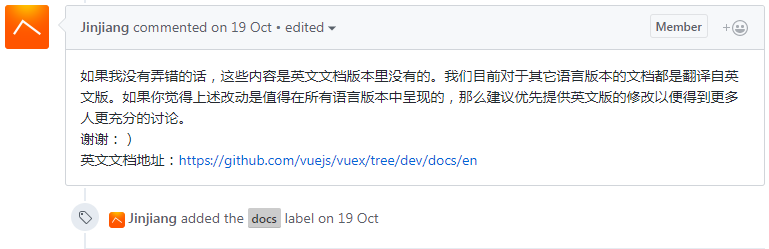 Jinjiang commented on 19 Oct • edited Member
如果我没有弄错的话，这些内容是英文文档版本里没有的。我们目前对于其它语言版本的文档都是翻译自英
文版。如果你觉得上述改动是值得在所有语言版本中呈现的，那么建议优先提供英文版的修改以便得到更多
人更充分的讨论。
谢谢：）
英文文档地址：https://github.com/vuejs/vuex/tree/dev/docs/en
Jinjiang added the docs label on 19 Oct